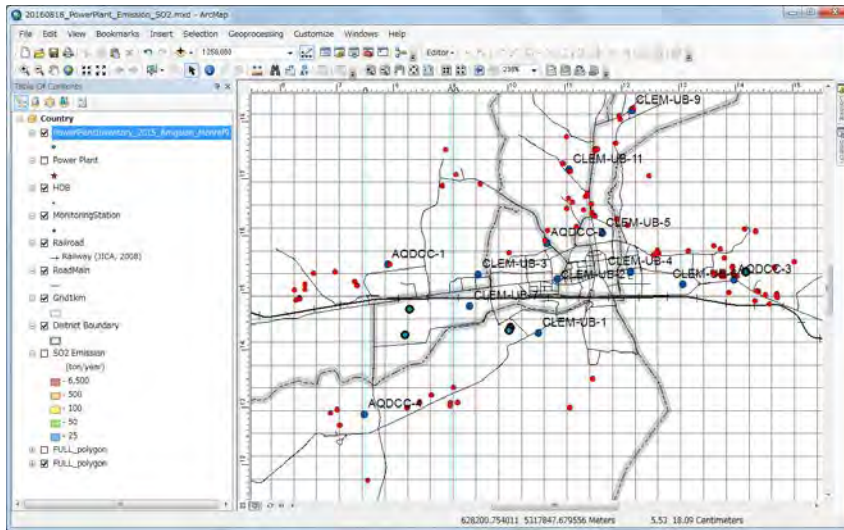 20160816_PowerPlant_Emission_SO2.mxd - ArcMap
File Edit View Bookmarks Insert Selection Geoprocessing Customize Windows Help
Editor
Table Of Contents
Country
Power Plant
HOB
MonitoringStation
Railroad
Railway (JICA, 2008)
RoadMain
Grid1km
District Boundary
SO2 Emission
(ton/year)
- 6,500
- 500
- 100
- 50
- 25
FULL_polygon
FULL_polygon
CLEM-UB-9
CLEM-UB-11
CLEM-UB-5
AQDCC-1
CLEM-UB-3
CLEM-UB-2
CLEM-UB-4
AQDCC-3
CLEM-UB-7
CLEM-UB-1
AQDCC-4
628200.754011 5317847.679556 Meters
5.53 18.09 Centimeters